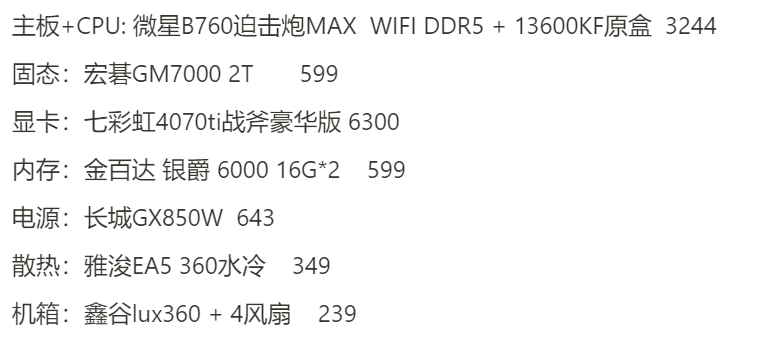 主板+CPU: 微星B760迫击炮MAX  WIFI DDR5 + 13600KF原盒  3244
固态：宏碁GM7000 2T       599
显卡：七彩虹4070ti战斧豪华版 6300
内存：金百达 银爵 6000 16G*2    599
电源：长城GX850W  643
散热：雅浚EA5 360水冷    349
机箱：鑫谷lux360 + 4风扇    239